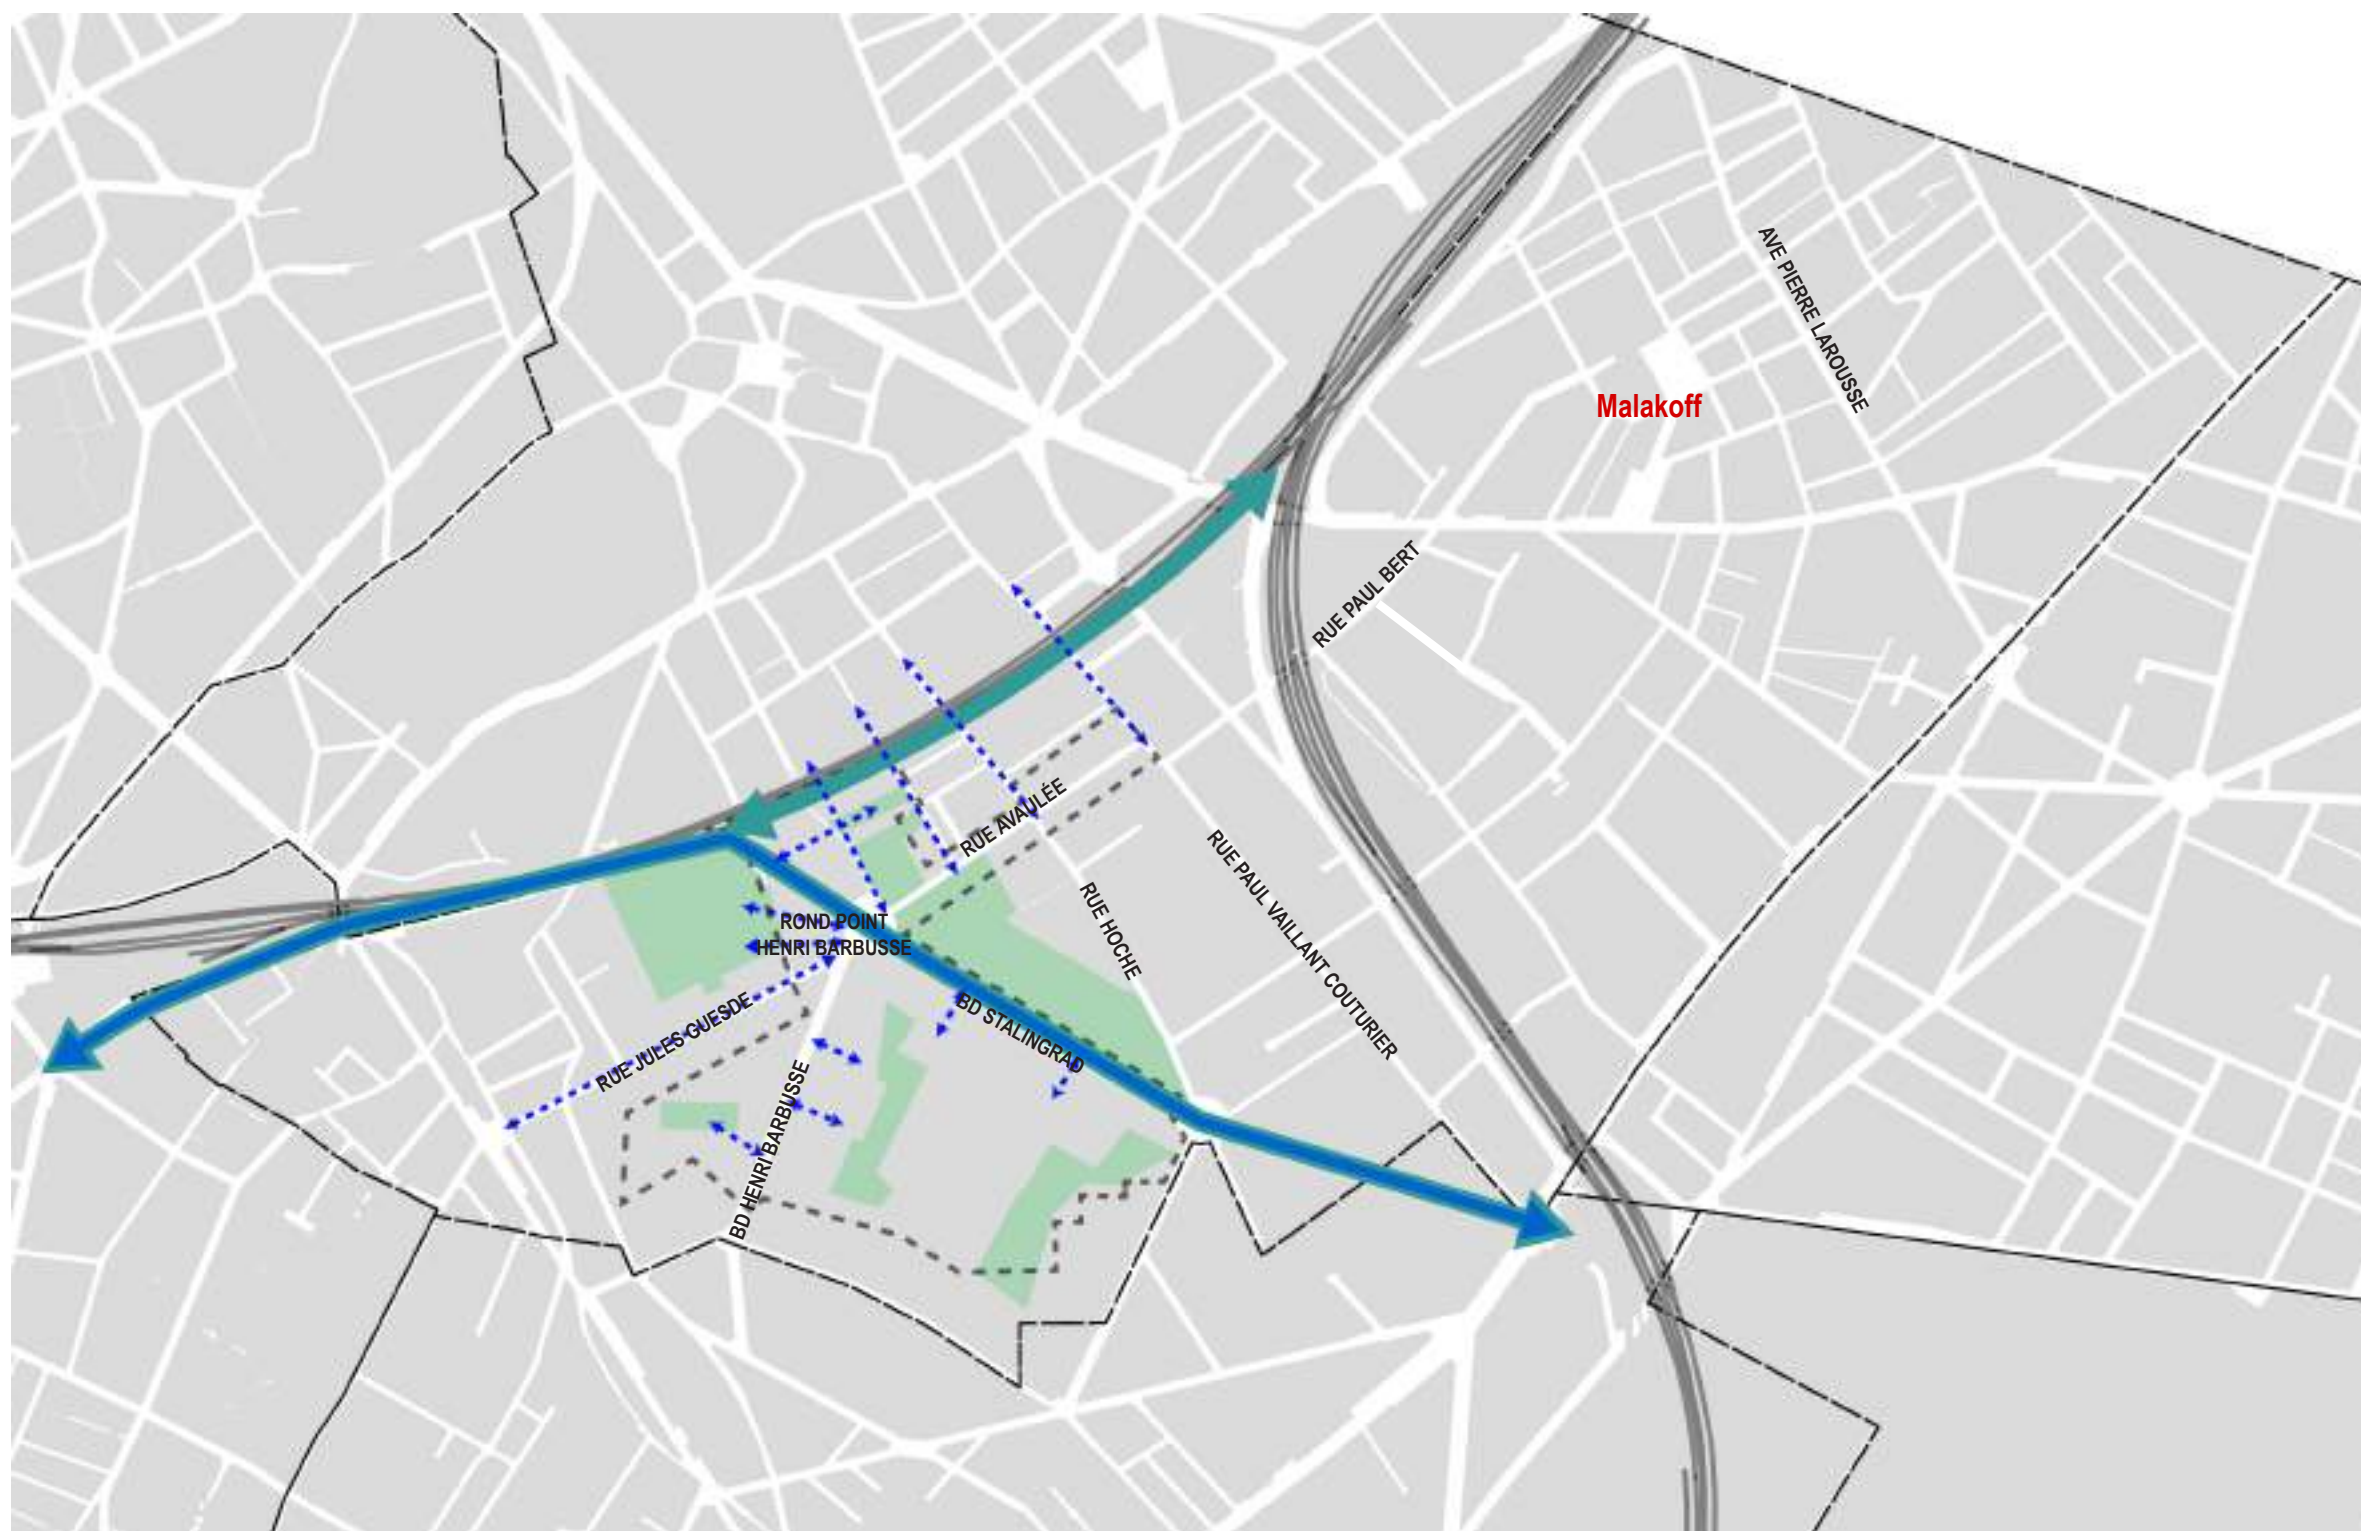 AVE PIERRE LAROUSSE
Malakoff
RUE PAUL BERT
RUE AVAULÉE
RUE PAUL VAILLANT COUTURIER
RUE HOCHE
ROND POINT
HENRI BARBUSSE
RUE JULES GUESDE
BD STALINGRAD
BD HENRI BARBUSSE